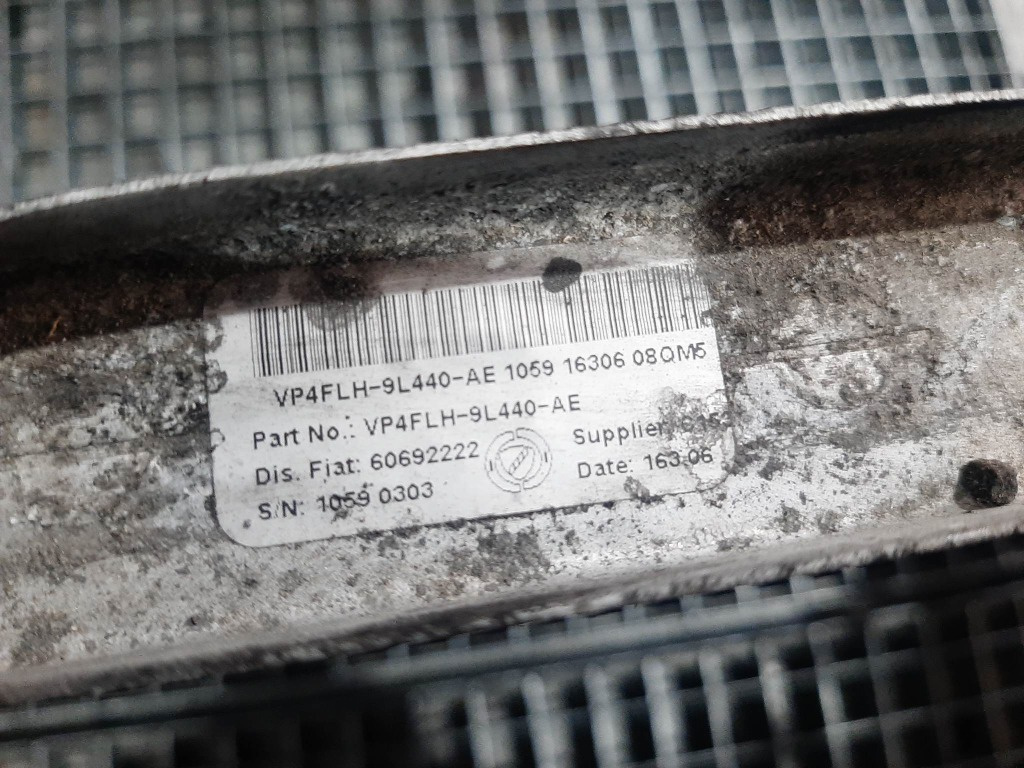 VP4FLH-9L440-AE 1059 16306 08QM5
Part No.: VP4FLH-9L440-AE
Dis. Fiat: 60692222
Supplier:
S/N: 1059 0303
Date: 163.06